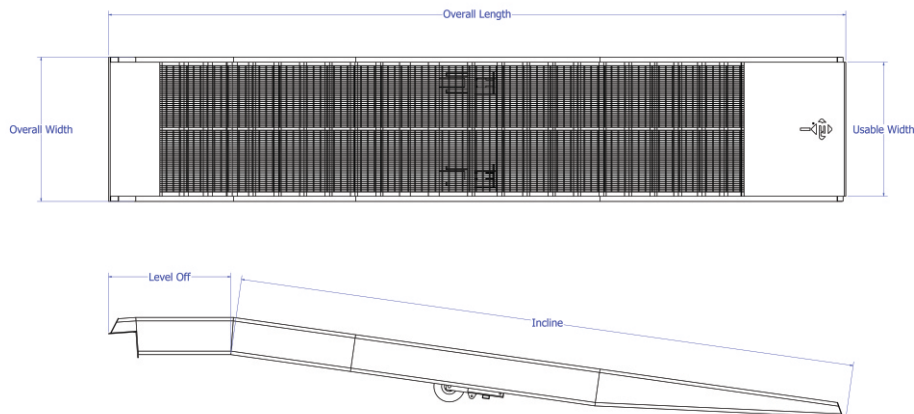 Overall Length
Overall Width
Usable Width
Level Off
Incline